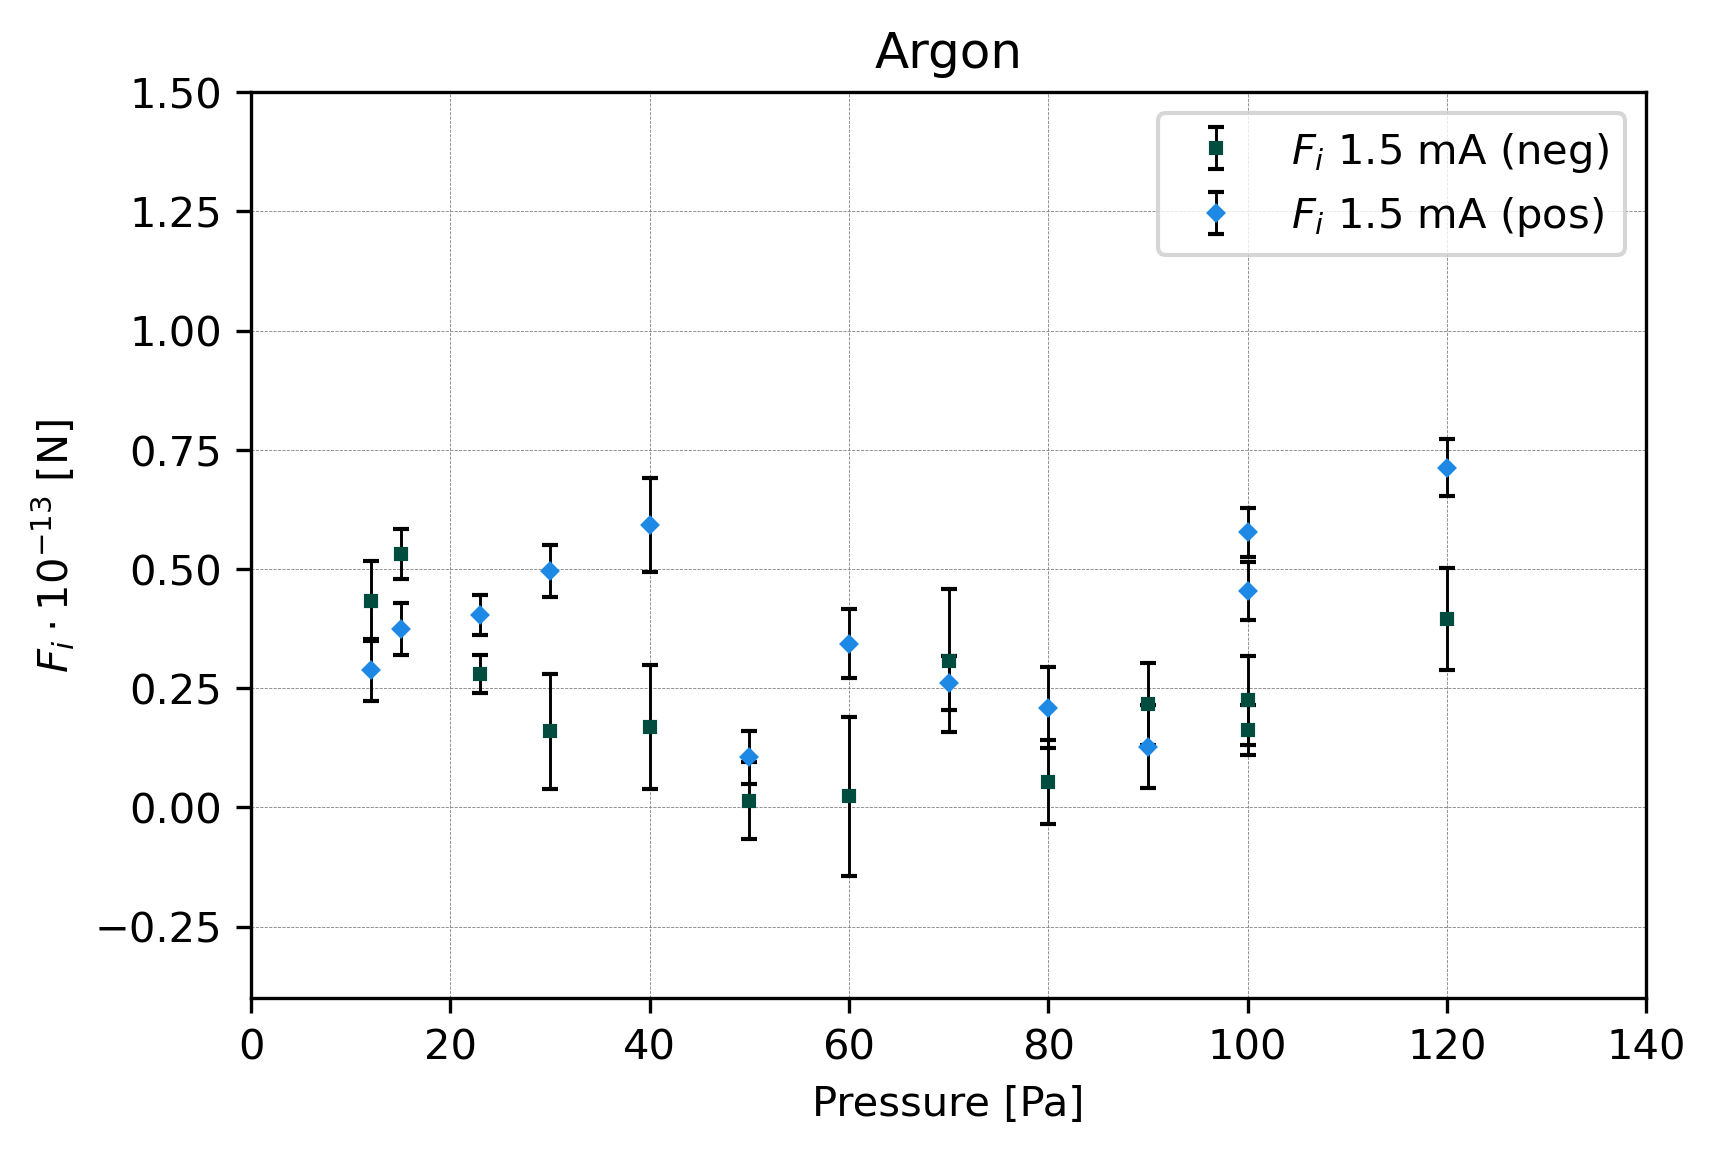 Argon
1.50
1.25
1.00
0.75
0.50
0.25
0.00
−0.25
F_i · 10^{−13} [N]
F_i 1.5 mA (neg)
F_i 1.5 mA (pos)
0 20 40 60 80 100 120 140
Pressure [Pa]